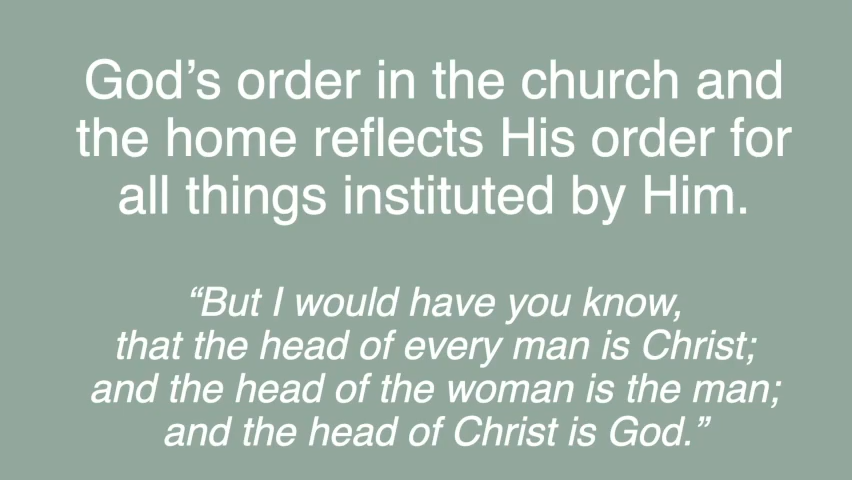 God’s order in the church and
the home reflects His order for
all things instituted by Him.
“But I would have you know,
that the head of every man is Christ;
and the head of the woman is the man;
and the head of Christ is God.”